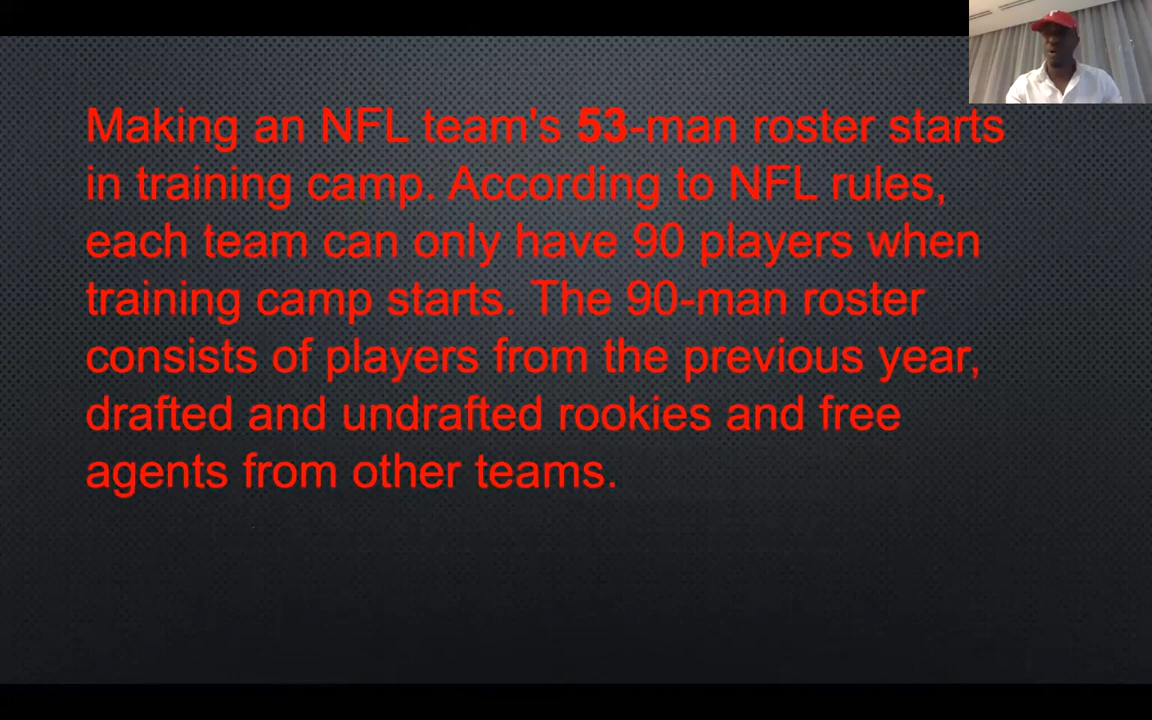 Making an NFL team's 53-man roster starts
in training camp. According to NFL rules,
each team can only have 90 players when
training camp starts. The 90-man roster
consists of players from the previous year,
drafted and undrafted rookies and free
agents from other teams.